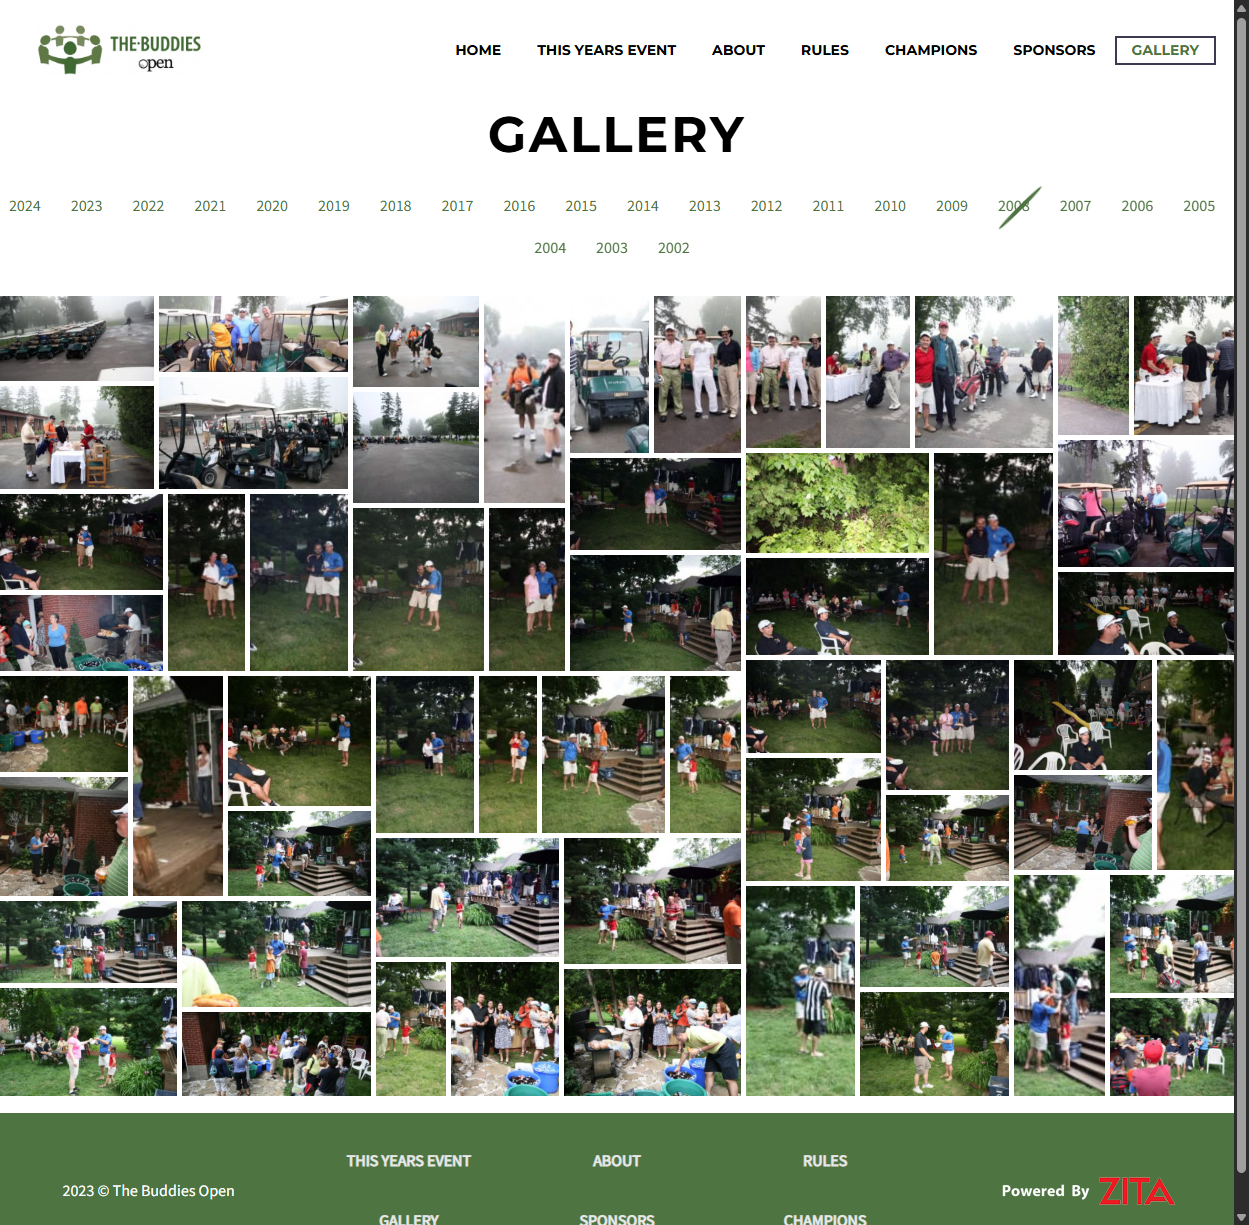 THE·BUDDIES
Open
HOME THIS YEARS EVENT ABOUT RULES CHAMPIONS SPONSORS GALLERY
GALLERY
2024 2023 2022 2021 2020 2019 2018 2017 2016 2015 2014 2013 2012 2011 2010 2009 2008 2007 2006 2005
2004 2003 2002
THIS YEARS EVENT ABOUT RULES
2023 © The Buddies Open
Powered By ZITA
GALLERY SPONSORS CHAMPIONS